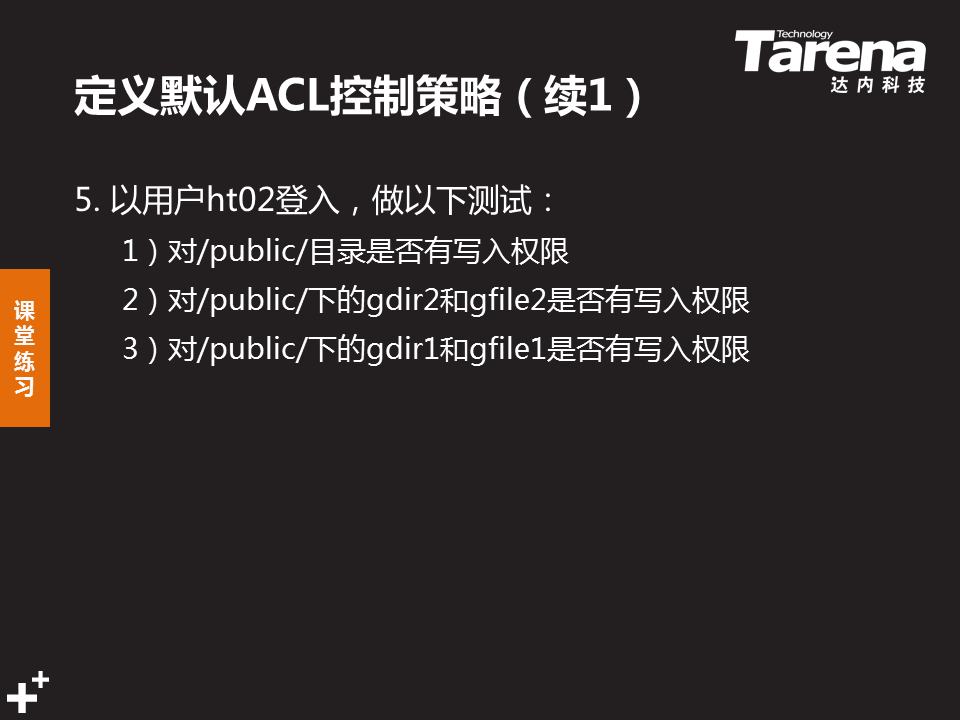 Technology
Tarena
达内科技
定义默认ACL控制策略（续1）
5. 以用户ht02登入，做以下测试：
1）对/public/目录是否有写入权限
2）对/public/下的gdir2和gfile2是否有写入权限
3）对/public/下的gdir1和gfile1是否有写入权限
课
堂
练
习